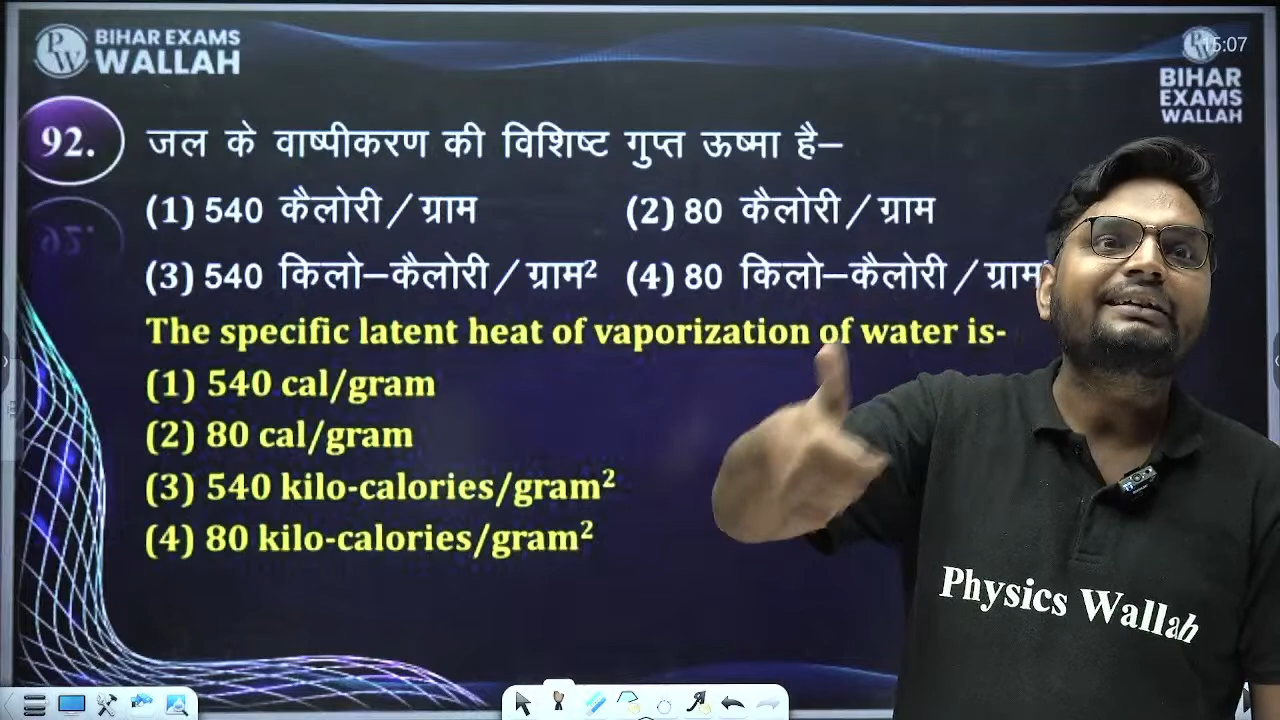 BIHAR EXAMS
WALLAH
15:07
BIHAR
EXAMS
WALLAH
92.
जल के वाष्पीकरण की विशिष्ट गुप्त ऊष्मा है–
(1) 540 कैलोरी/ग्राम (2) 80 कैलोरी/ग्राम
(3) 540 किलो–कैलोरी/ग्राम² (4) 80 किलो–कैलोरी/ग्राम
The specific latent heat of vaporization of water is-
(1) 540 cal/gram
(2) 80 cal/gram
(3) 540 kilo-calories/gram²
(4) 80 kilo-calories/gram²
Physics Wallah